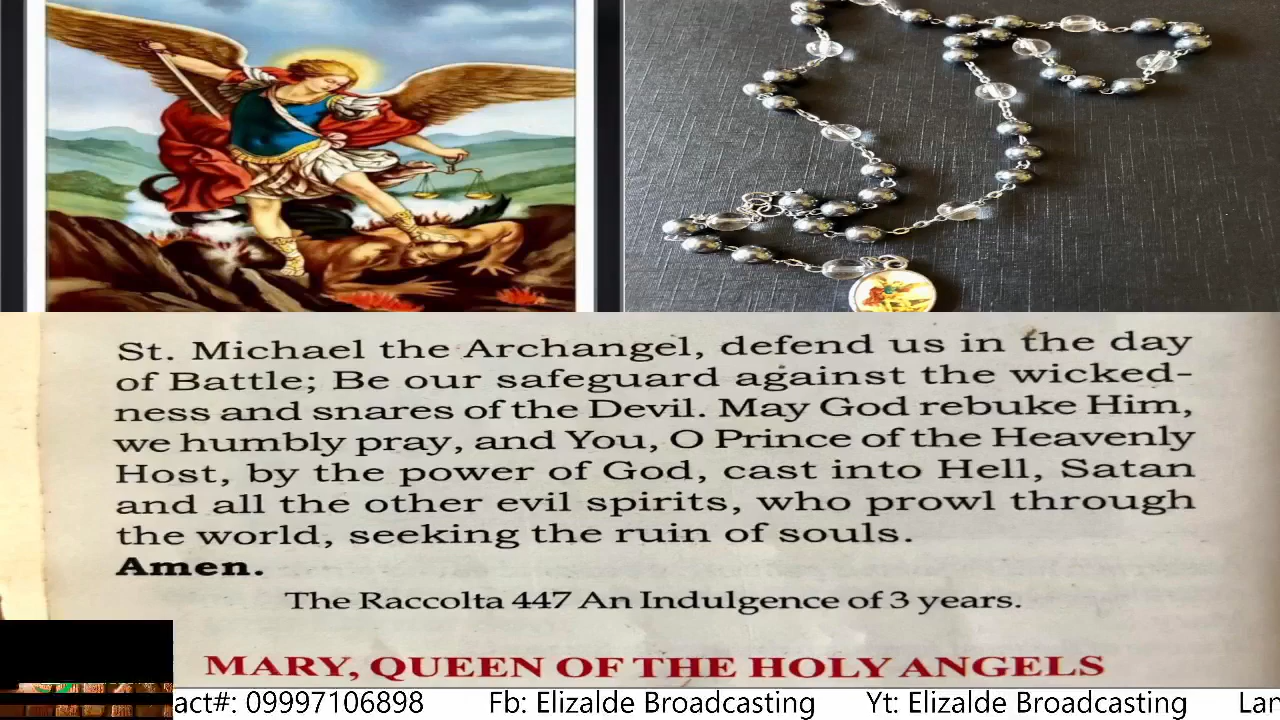 St. Michael the Archangel, defend us in the day
of Battle; Be our safeguard against the wicked-
ness and snares of the Devil. May God rebuke Him,
we humbly pray, and You, O Prince of the Heavenly
Host, by the power of God, cast into Hell, Satan
and all the other evil spirits, who prowl through
the world, seeking the ruin of souls.
Amen.
The Raccolta 447 An Indulgence of 3 years.
MARY, QUEEN OF THE HOLY ANGELS
act#: 09997106898 Fb: Elizalde Broadcasting Yt: Elizalde Broadcasting Lar